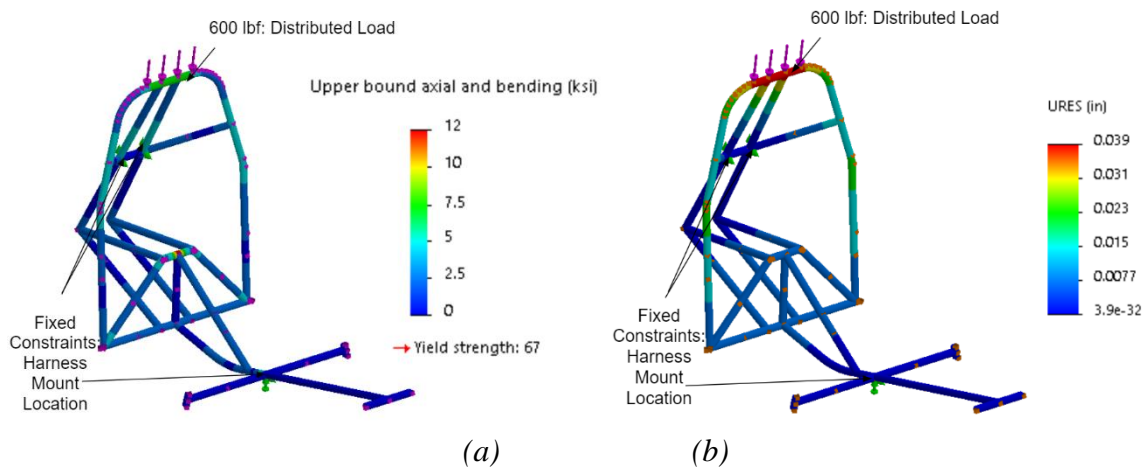 600 lbf: Distributed Load
Upper bound axial and bending (ksi)
12
10
7.5
5
2.5
0
Yield strength: 67
Fixed
Constraints:
Harness
Mount
Location
(a)
600 lbf: Distributed Load
URES (in)
0.039
0.031
0.023
0.015
0.0077
3.9e-32
Fixed
Constraints:
Harness
Mount
Location
(b)